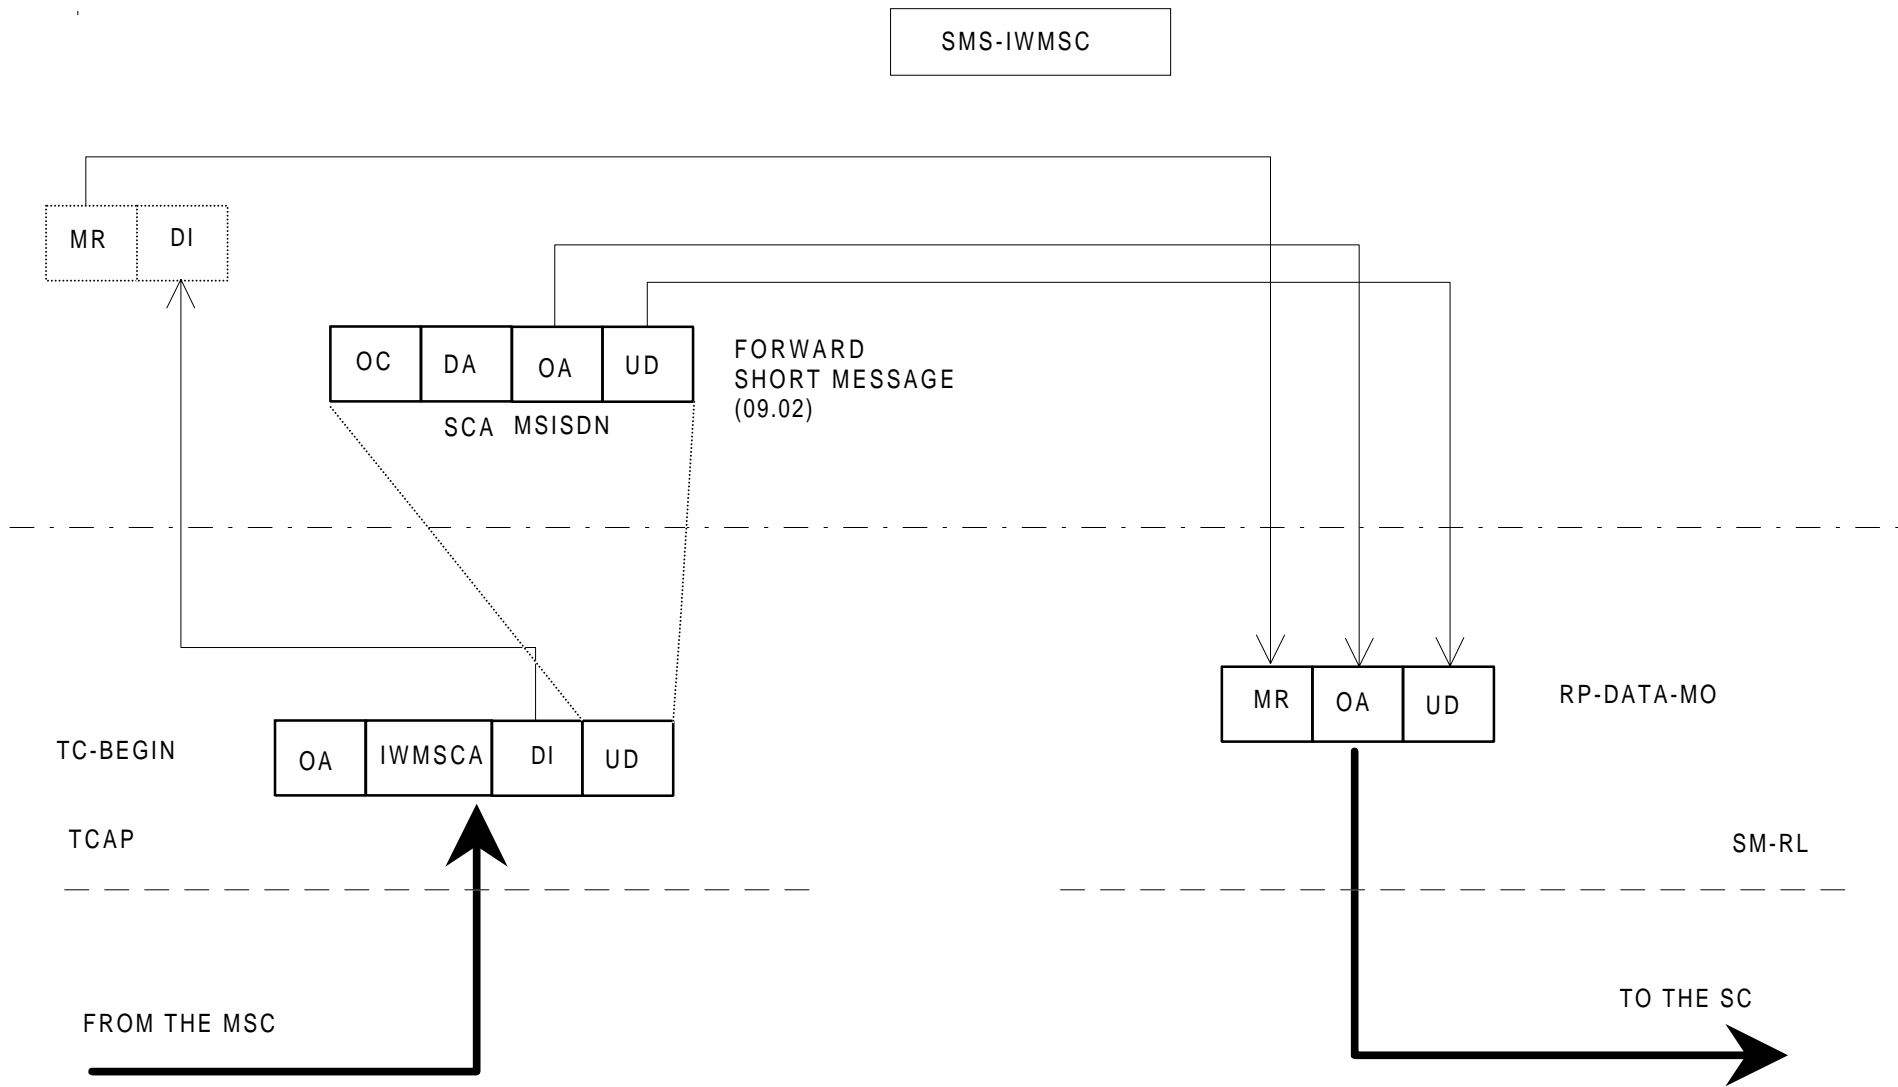 SMS-IWMSC
MR DI
OC DA OA UD
FORWARD
SHORT MESSAGE
(09.02)
SCA MSISDN
MR OA UD
RP-DATA-MO
TC-BEGIN
OA IWMSCA DI UD
TCAP
SM-RL
TO THE SC
FROM THE MSC